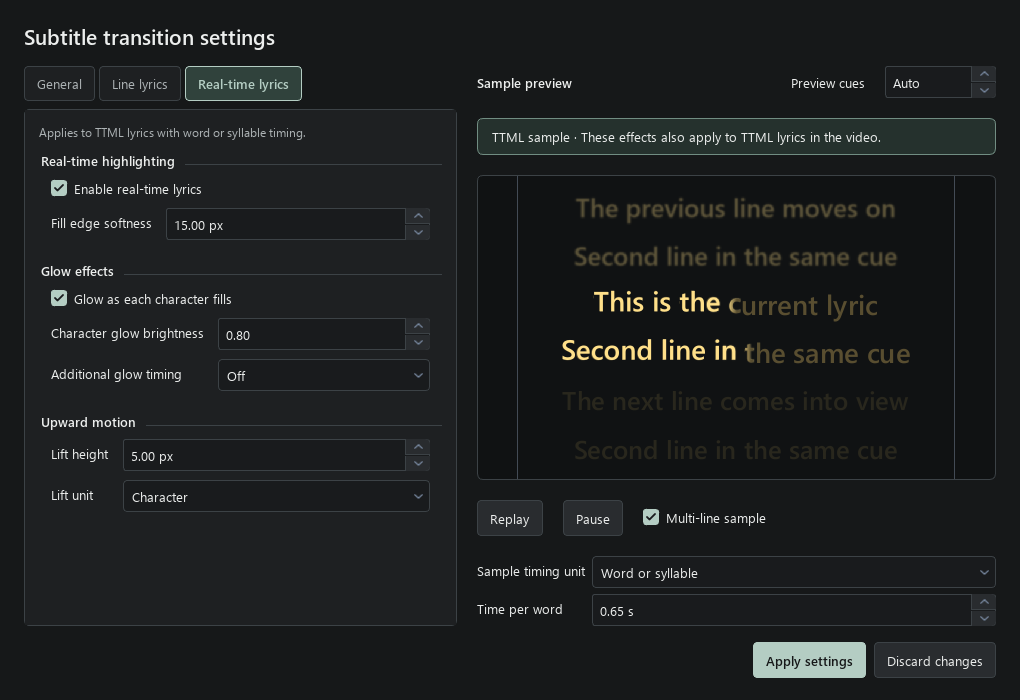 Subtitle transition settings
General
Line lyrics
Real-time lyrics
Applies to TTML lyrics with word or syllable timing.
Real-time highlighting
Enable real-time lyrics
Fill edge softness
15.00 px
Glow effects
Glow as each character fills
Character glow brightness
0.80
Additional glow timing
Off
Upward motion
Lift height
5.00 px
Lift unit
Character
Sample preview
Preview cues
Auto
TTML sample · These effects also apply to TTML lyrics in the video.
The previous line moves on
Second line in the same cue
This is the current lyric
Second line in the same cue
The next line comes into view
Second line in the same cue
Replay
Pause
Multi-line sample
Sample timing unit
Word or syllable
Time per word
0.65 s
Apply settings
Discard changes